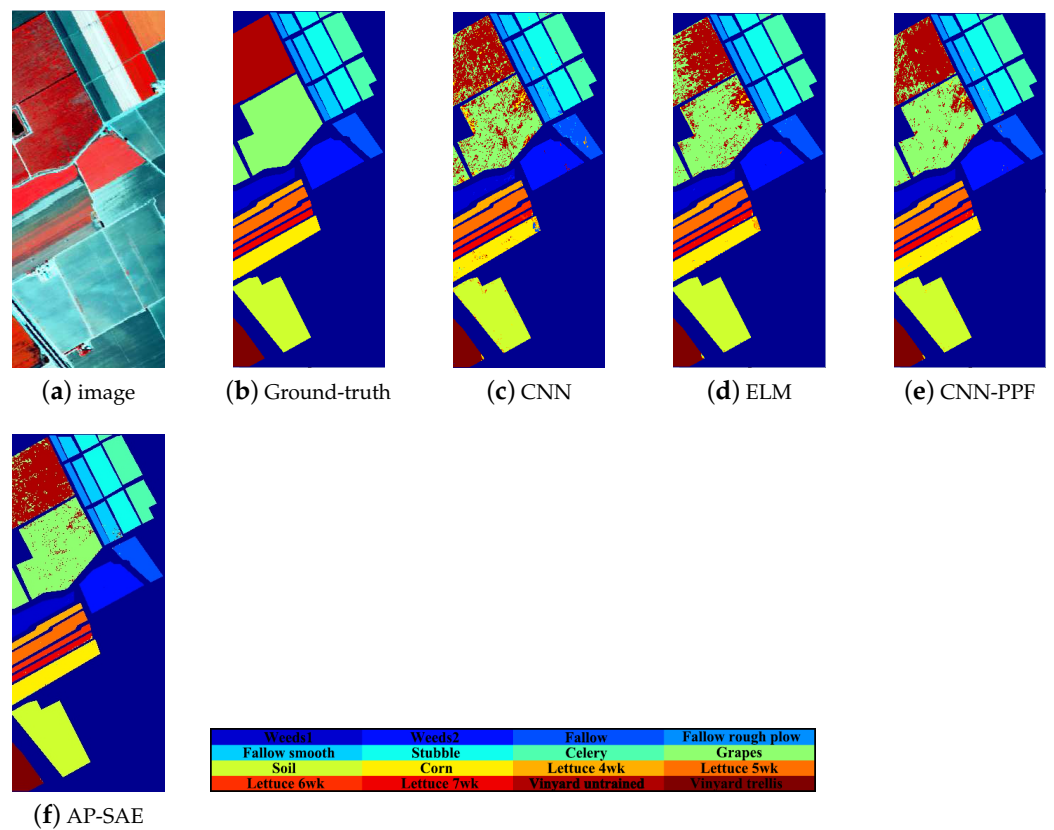 (a) image
(b) Ground-truth
(c) CNN
(d) ELM
(e) CNN-PPF
Weeds1 Weeds2 Fallow Fallow rough plow
Fallow smooth Stubble Celery Grapes
Soil Corn Lettuce 4wk Lettuce 5wk
Lettuce 6wk Lettuce 7wk Vinyard untrained Vinyard trellis
(f) AP-SAE